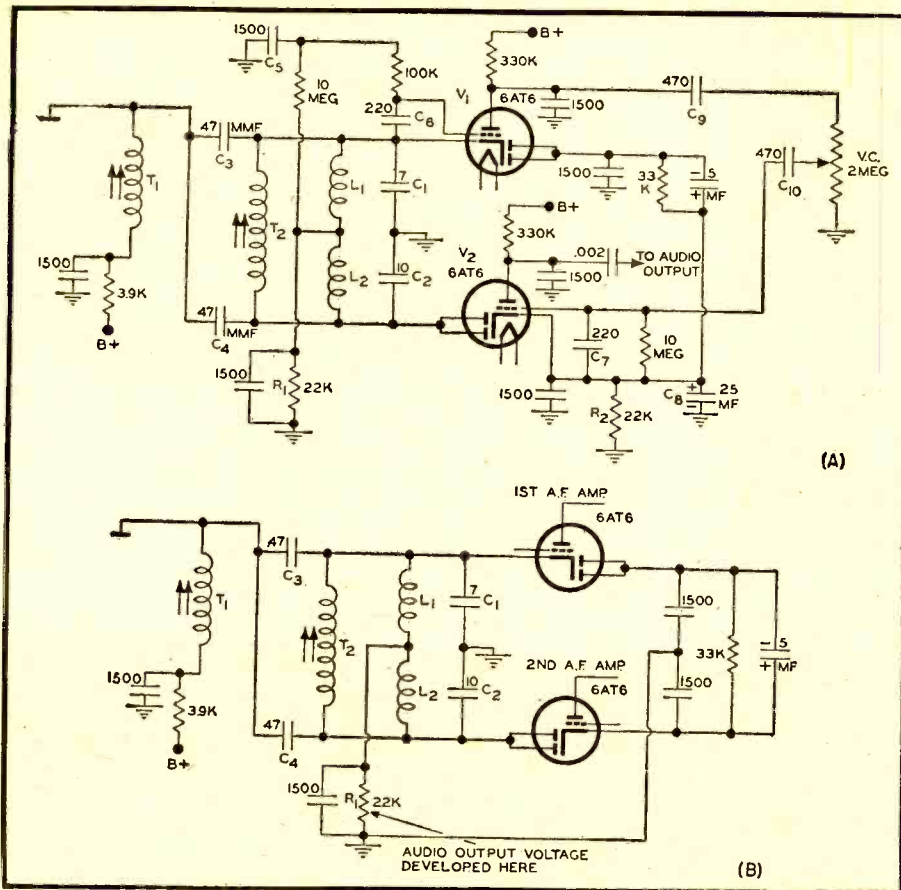 B+
1500
C5
10
MEG
100K
220
C6
330K
V1
6AT6
1500
470
C9
47 MMF
C3
T1
T2
L1
L2
7
C1
10
C2
1500
33
K
5
MF
470
C10
V.C.
2MEG
B+
330K
V2
6AT6
.002
TO AUDIO
OUTPUT
1500
1500
3.9K
B+
47 MMF
C4
1500
R1
22K
220
C7
10
MEG
1500
R2
22K
C8
25
MF
(A)
1ST A.F. AMP.
6AT6
47
C3
T1
T2
L1
L2
7
C1
10
C2
1500
1500
33K
5
MF
2ND A.F. AMP.
6AT6
1500
3.9K
B+
47
C4
1500
R1
22K
AUDIO OUTPUT VOLTAGE
DEVELOPED HERE
(B)